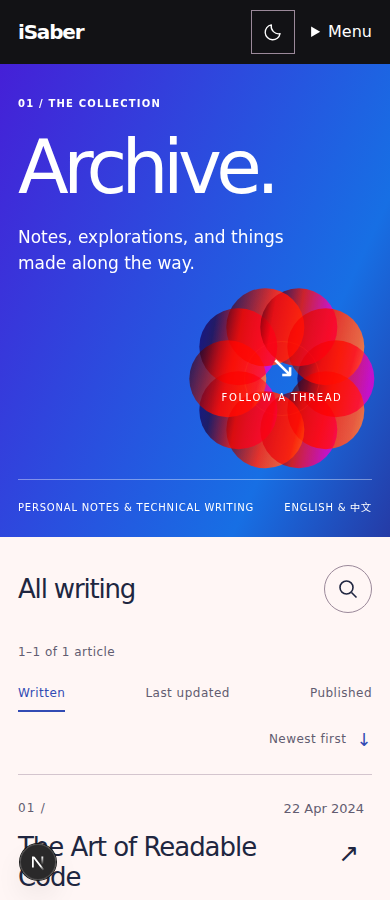 iSaber
Menu
01 / THE COLLECTION
Archive.
Notes, explorations, and things
made along the way.
FOLLOW A THREAD
PERSONAL NOTES & TECHNICAL WRITING
ENGLISH & 中文
All writing
1–1 of 1 article
Written Last updated Published
Newest first ↓
01 /
22 Apr 2024
The Art of Readable
Code
N